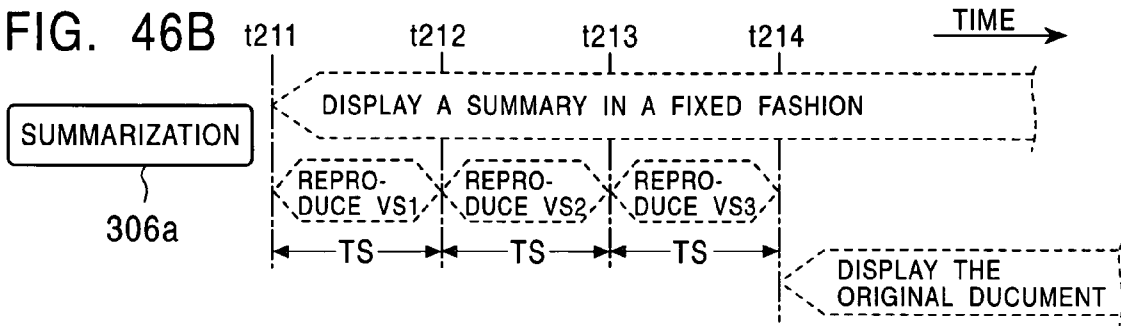 FIG. 46B
t211
t212
t213
t214
TIME
DISPLAY A SUMMARY IN A FIXED FASHION
SUMMARIZATION
306a
REPRO-
DUCE VS1
REPRO-
DUCE VS2
REPRO-
DUCE VS3
TS
TS
TS
DISPLAY THE
ORIGINAL DUCUMENT